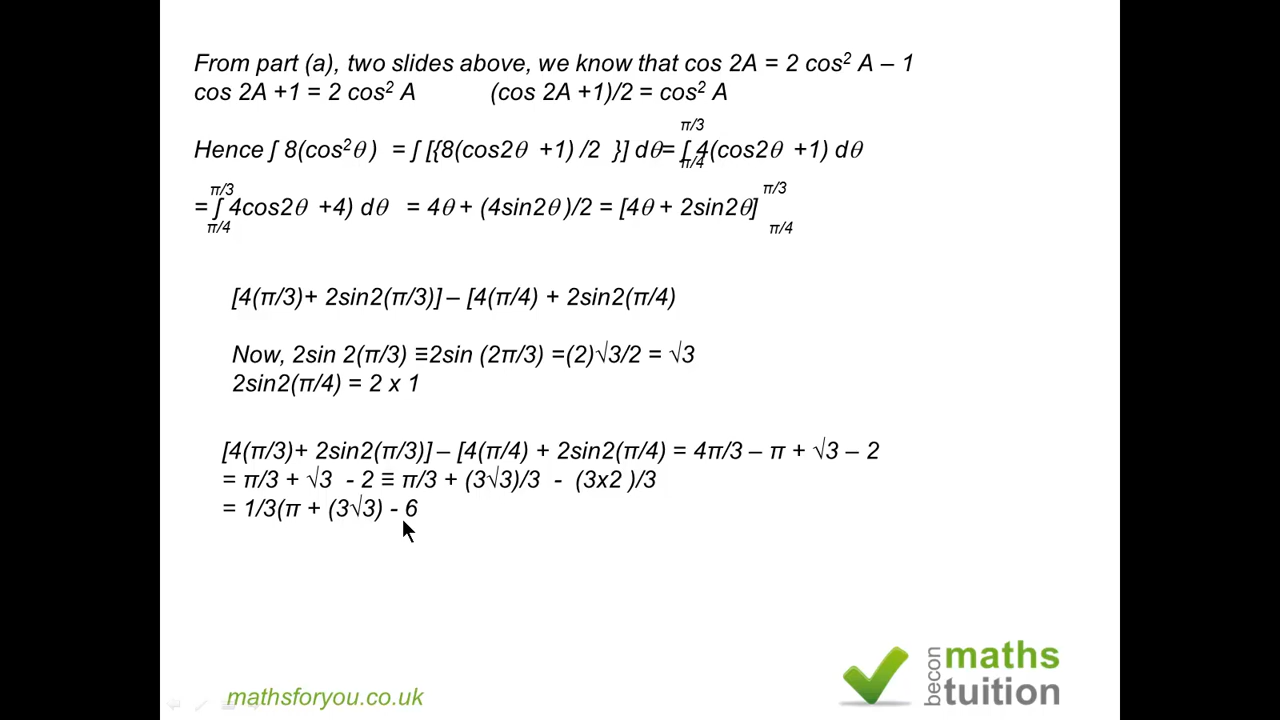 From part (a), two slides above, we know that cos 2A = 2 cos² A – 1
cos 2A +1 = 2 cos² A (cos 2A +1)/2 = cos² A
π/3
Hence ∫ 8(cos²θ ) = ∫ [{8(cos2θ +1) /2 }] dθ= ∫ 4(cos2θ +1) dθ
π/4
π/3 π/3
= ∫ 4cos2θ +4) dθ = 4θ + (4sin2θ )/2 = [4θ + 2sin2θ]
π/4 π/4
[4(π/3)+ 2sin2(π/3)] – [4(π/4) + 2sin2(π/4)
Now, 2sin 2(π/3) ≡2sin (2π/3) =(2)√3/2 = √3
2sin2(π/4) = 2 x 1
[4(π/3)+ 2sin2(π/3)] – [4(π/4) + 2sin2(π/4) = 4π/3 – π + √3 – 2
= π/3 + √3 - 2 ≡ π/3 + (3√3)/3 - (3x2 )/3
= 1/3(π + (3√3) - 6
mathsforyou.co.uk
becon maths tuition